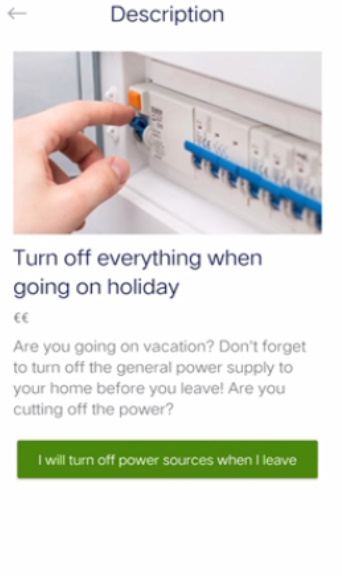 Description
Turn off everything when
going on holiday
€€
Are you going on vacation? Don't forget
to turn off the general power supply to
your home before you leave! Are you
cutting off the power?
I will turn off power sources when I leave